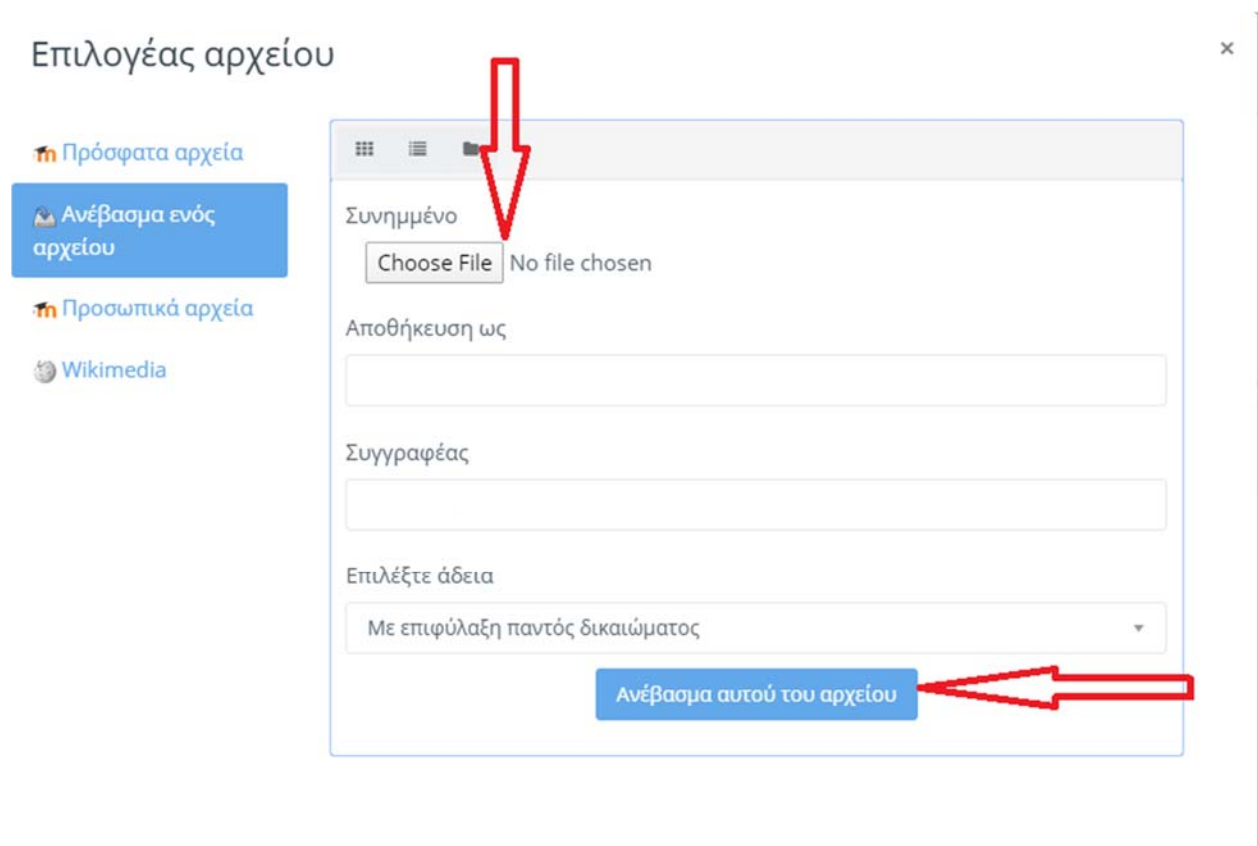 Επιλογέας αρχείου
×
Πρόσφατα αρχεία
Ανέβασμα ενός
αρχείου
Προσωπικά αρχεία
Wikimedia
Συνημμένο
Choose File No file chosen
Αποθήκευση ως
Συγγραφέας
Επιλέξτε άδεια
Με επιφύλαξη παντός δικαιώματος
Ανέβασμα αυτού του αρχείου